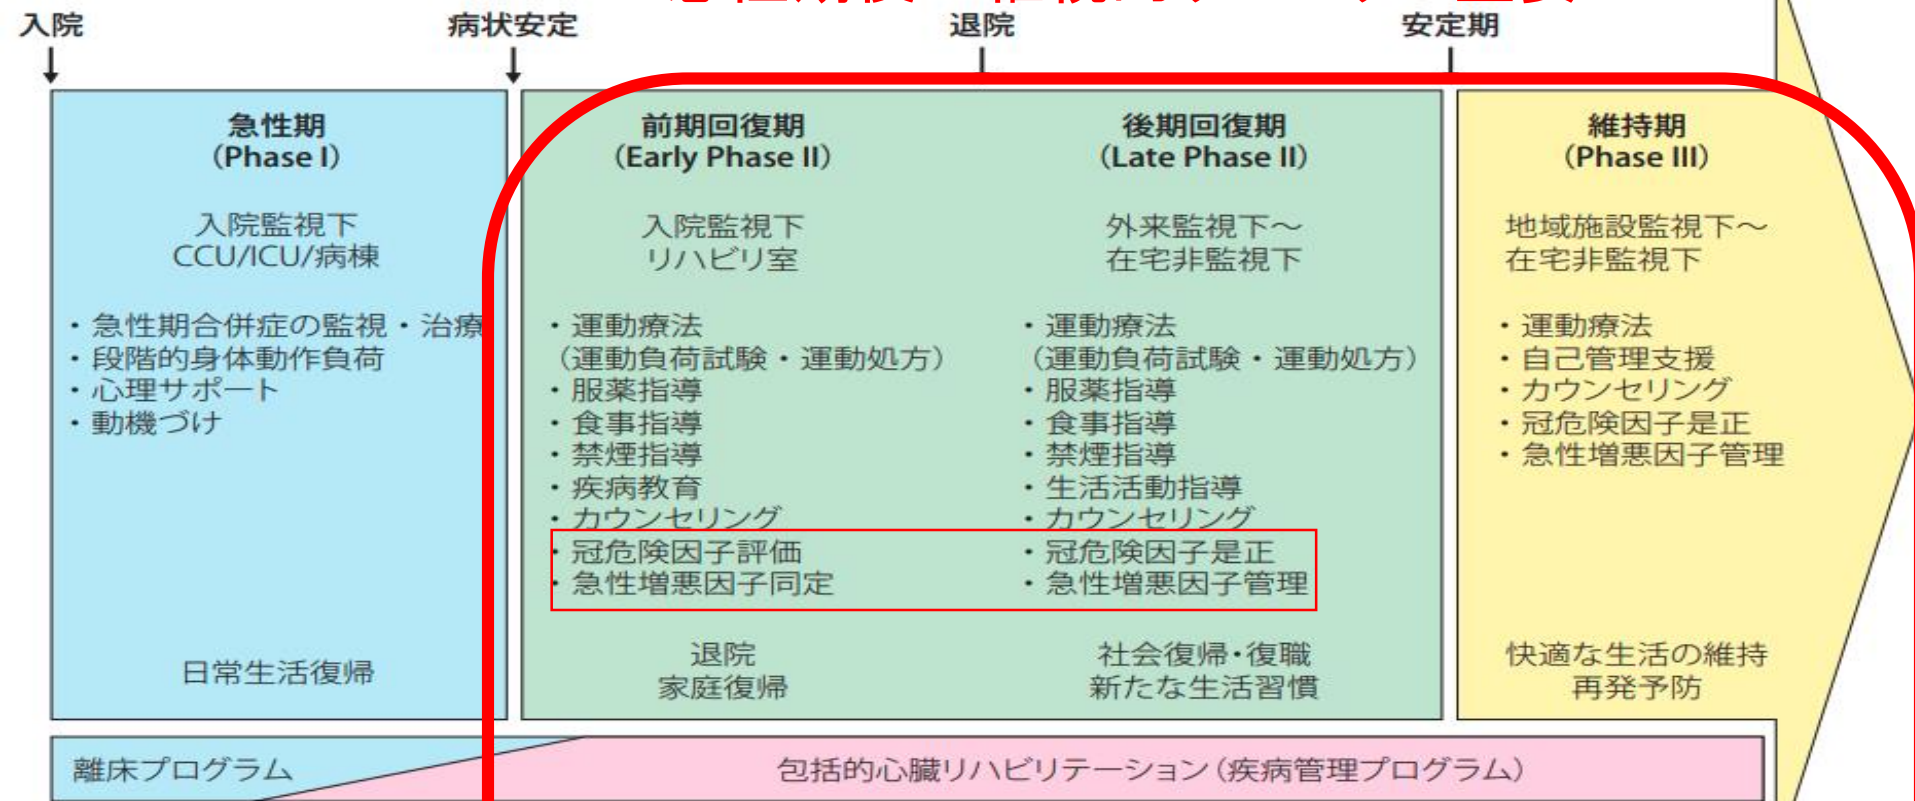 入院
病状安定
退院
安定期
急性期
(Phase I)
入院監視下
CCU/ICU/病棟
・急性期合併症の監視・治療
・段階的身体動作負荷
・心理サポート
・動機づけ
日常生活復帰
前期回復期
(Early Phase II)
入院監視下
リハビリ室
・運動療法
(運動負荷試験・運動処方)
・服薬指導
・食事指導
・禁煙指導
・疾病教育
・カウンセリング
・冠危険因子評価
・急性増悪因子同定
退院
家庭復帰
後期回復期
(Late Phase II)
外来監視下～
在宅非監視下
・運動療法
(運動負荷試験・運動処方)
・服薬指導
・食事指導
・禁煙指導
・生活活動指導
・カウンセリング
・冠危険因子是正
・急性増悪因子管理
社会復帰・復職
新たな生活習慣
維持期
(Phase III)
地域施設監視下～
在宅非監視下
・運動療法
・自己管理支援
・カウンセリング
・冠危険因子是正
・急性増悪因子管理
快適な生活の維持
再発予防
離床プログラム
包括的心臓リハビリテーション(疾病管理プログラム)